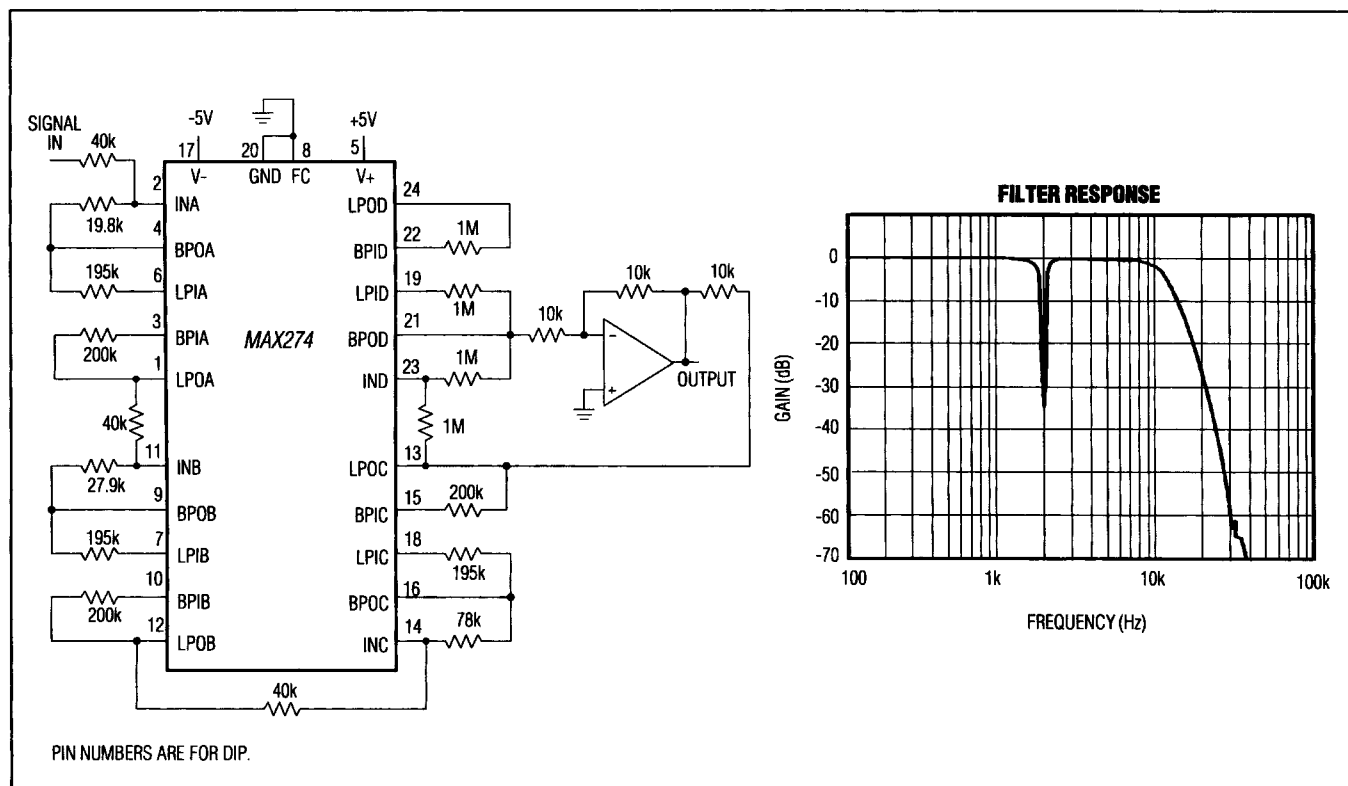 -5V
+5V
SIGNAL
IN
40k
17
20
8
5
V-
GND
FC
V+
2
INA
19.8k
4
BPOA
195k
6
LPIA
3
BPIA
200k
1
LPOA
40k
11
INB
27.9k
9
BPOB
195k
7
LPIB
10
BPIB
200k
12
LPOB
MAX274
24
LPOD
1M
22
BPID
19
LPID
1M
21
BPOD
1M
23
IND
1M
13
LPOC
200k
15
BPIC
18
LPIC
195k
16
BPOC
78k
14
INC
40k
10k
10k
10k
-
+
OUTPUT
PIN NUMBERS ARE FOR DIP.
FILTER RESPONSE
GAIN (dB)
0
-10
-20
-30
-40
-50
-60
-70
100
1k
10k
100k
FREQUENCY (Hz)